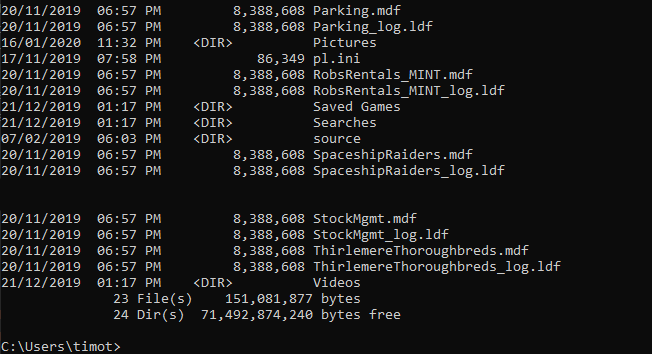 20/11/2019  06:57 PM         8,388,608 Parking.mdf
20/11/2019  06:57 PM         8,388,608 Parking_log.ldf
16/01/2020  11:32 PM    <DIR>          Pictures
17/11/2019  07:58 PM            86,349 pl.ini
20/11/2019  06:57 PM         8,388,608 RobsRentals_MINT.mdf
20/11/2019  06:57 PM         8,388,608 RobsRentals_MINT_log.ldf
21/12/2019  01:17 PM    <DIR>          Saved Games
21/12/2019  01:17 PM    <DIR>          Searches
07/02/2019  06:03 PM    <DIR>          source
20/11/2019  06:57 PM         8,388,608 SpaceshipRaiders.mdf
20/11/2019  06:57 PM         8,388,608 SpaceshipRaiders_log.ldf
20/11/2019  06:57 PM         8,388,608 StockMgmt.mdf
20/11/2019  06:57 PM         8,388,608 StockMgmt_log.ldf
20/11/2019  06:57 PM         8,388,608 ThirlemereThoroughbreds.mdf
20/11/2019  06:57 PM         8,388,608 ThirlemereThoroughbreds_log.ldf
21/12/2019  01:17 PM    <DIR>          Videos
23 File(s)    151,081,877 bytes
24 Dir(s)  71,492,874,240 bytes free
C:\Users\timot>